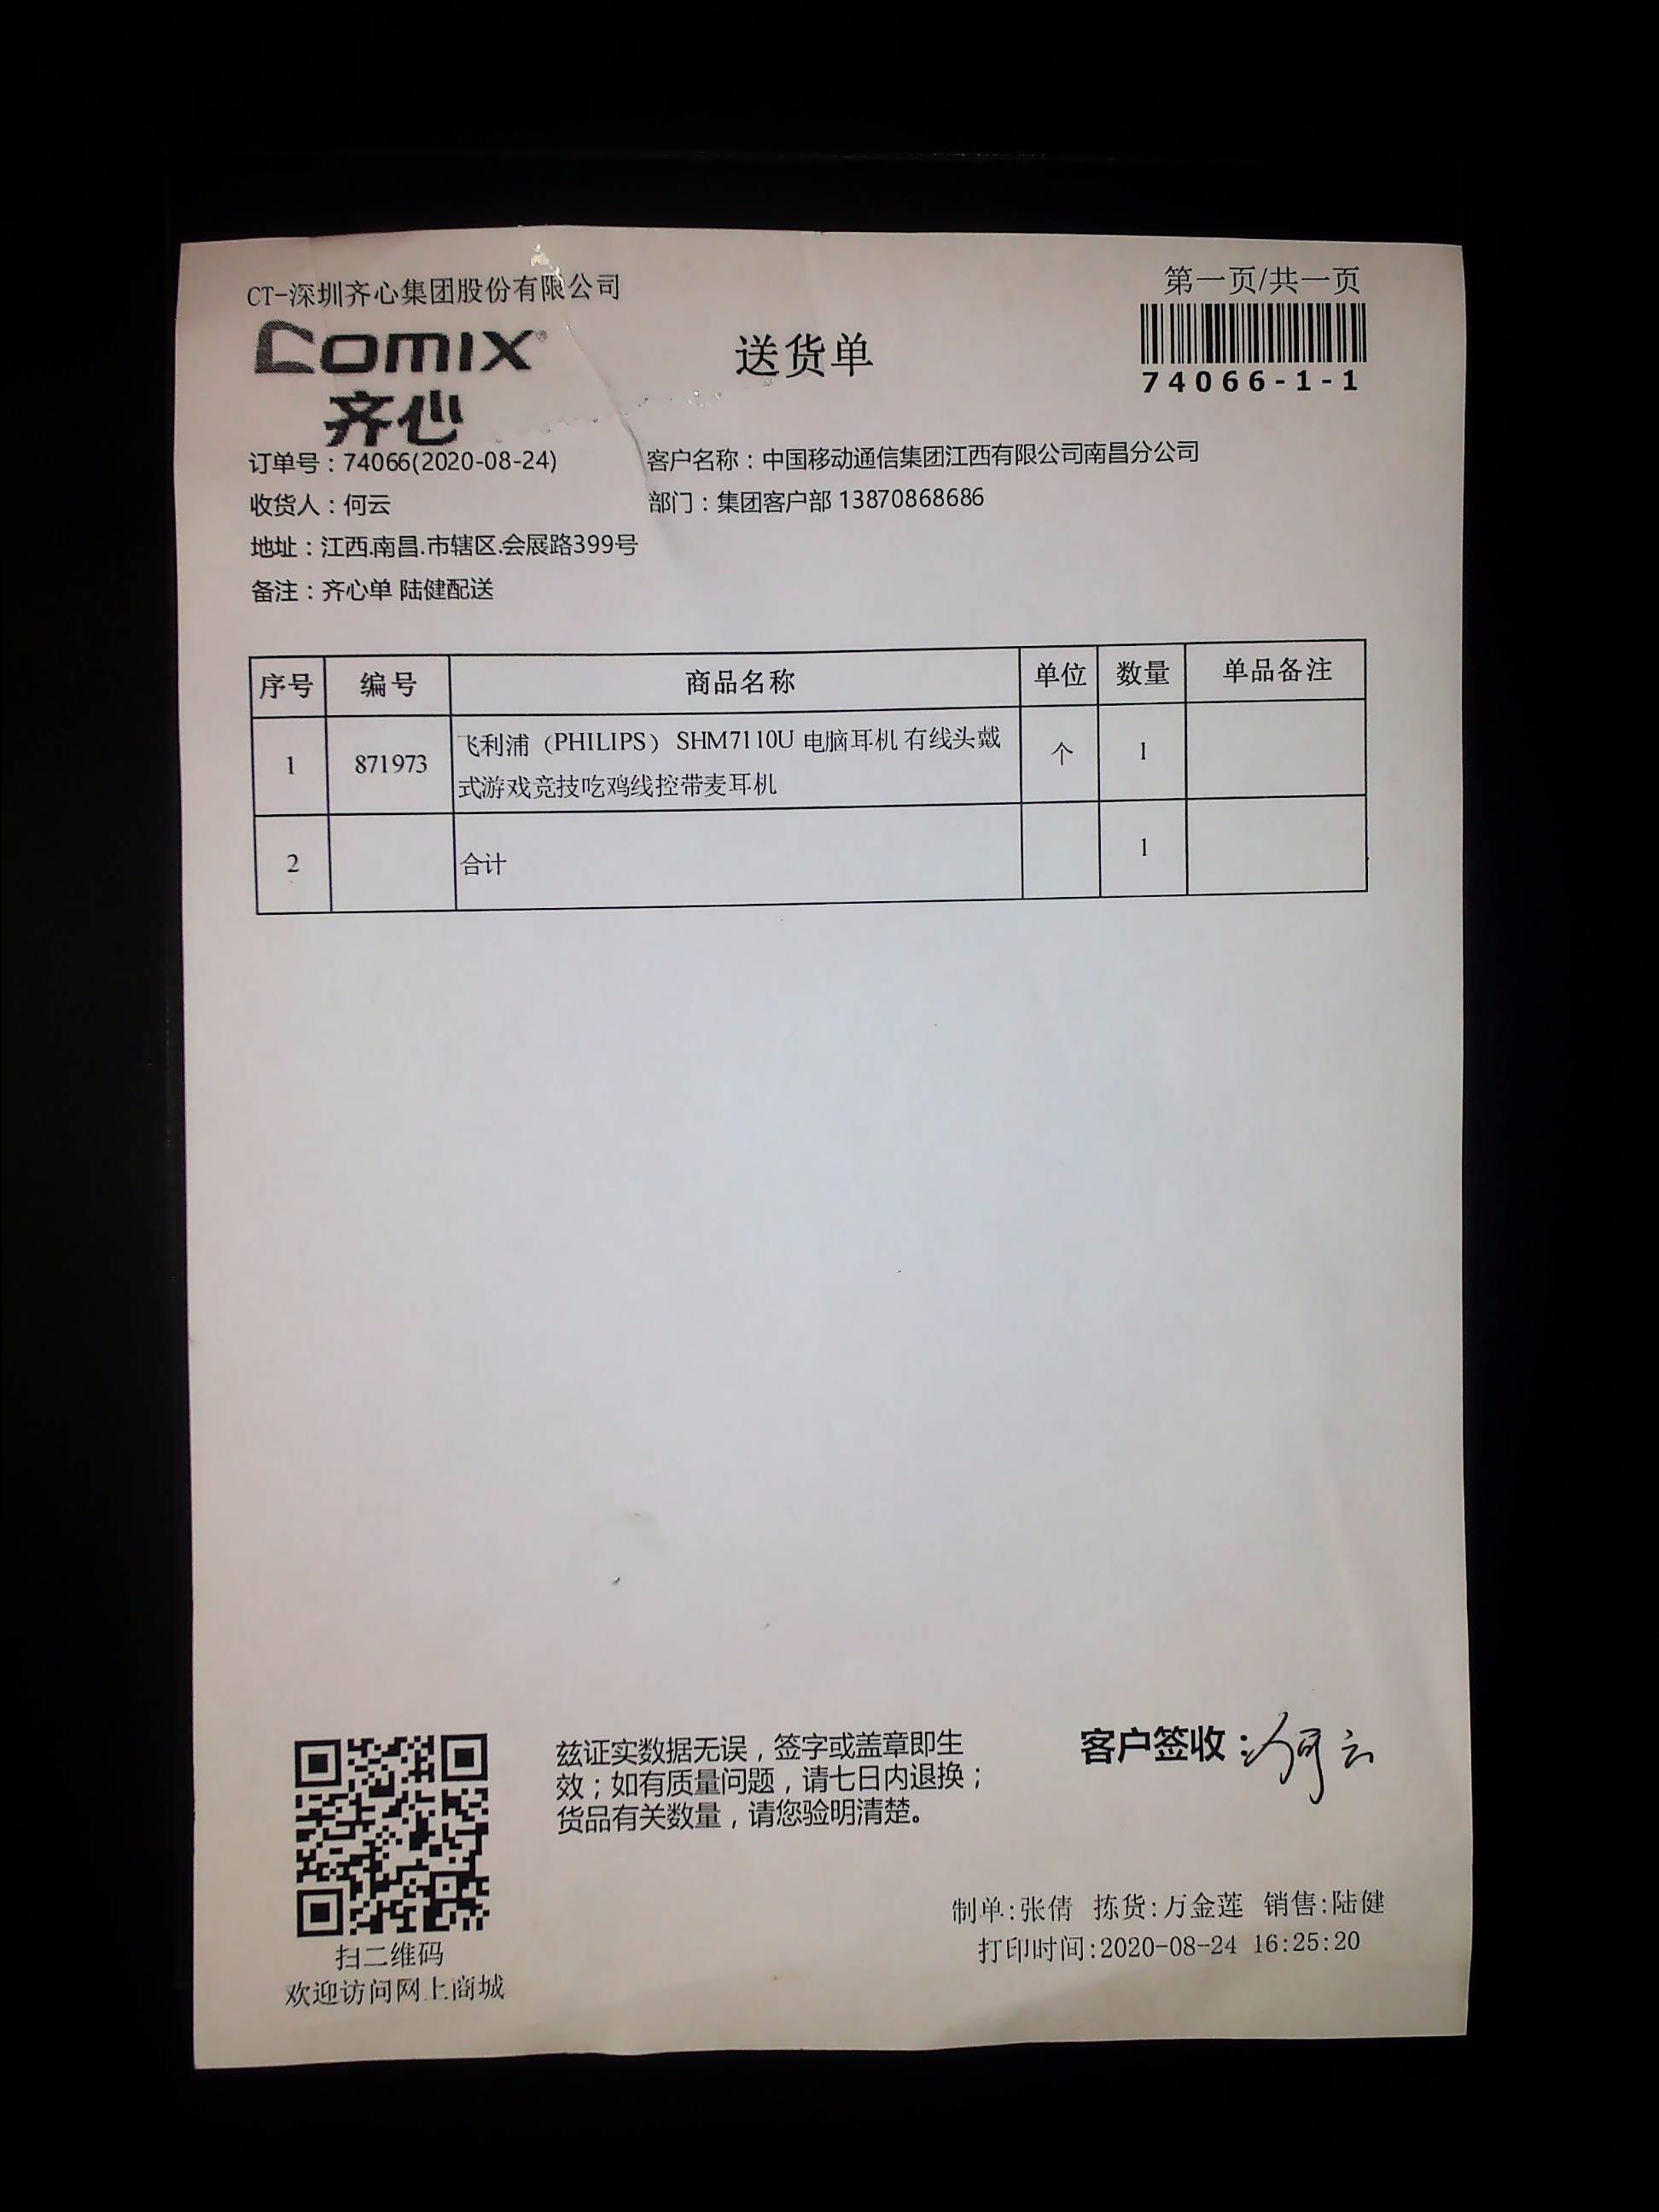 CT-深圳齐心集团股份有限公司
第一页/共一页
comix
齐心
送货单
74066-1-1
订单号：74066(2020-08-24)
客户名称：中国移动通信集团江西有限公司南昌分公司
收货人：何云
部门：集团客户部 13870868686
地址：江西.南昌.市辖区.会展路399号
备注：齐心单 陆健配送
序号 编号 商品名称 单位 数量 单品备注
1 871973 飞利浦（PHILIPS） SHM7110U 电脑耳机 有线头戴 个 1
式游戏竞技吃鸡线控带麦耳机
2 合计 1
兹证实数据无误，签字或盖章即生
效；如有质量问题，请七日内退换；
货品有关数量，请您验明清楚。
客户签收：何云
扫二维码
欢迎访问网上商城
制单:张倩 拣货:万金莲 销售:陆健
打印时间:2020-08-24 16:25:20